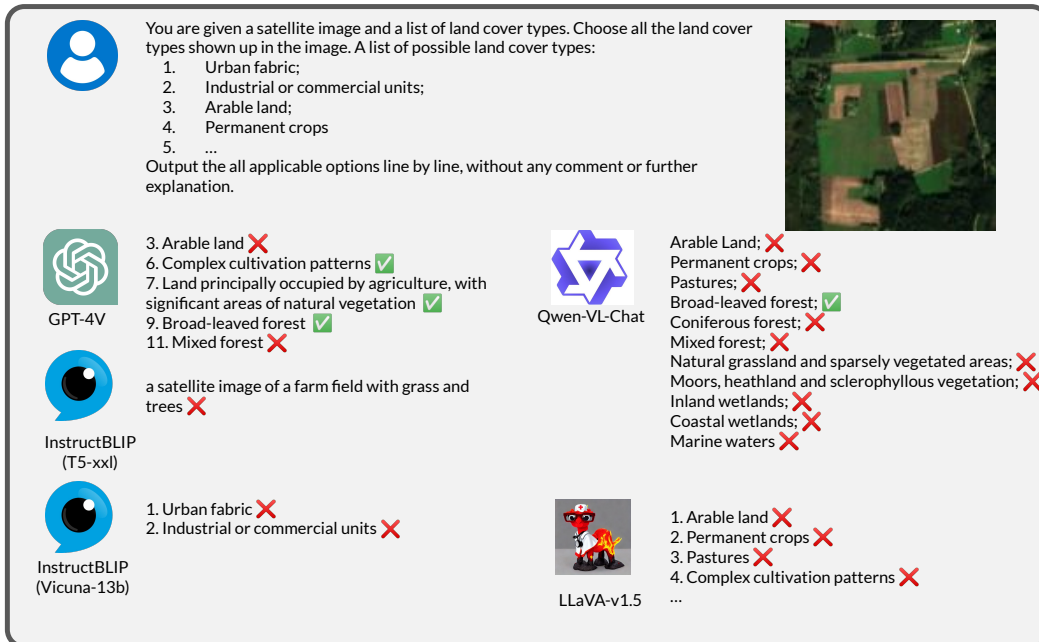 You are given a satellite image and a list of land cover types. Choose all the land cover
types shown up in the image. A list of possible land cover types:
1. Urban fabric;
2. Industrial or commercial units;
3. Arable land;
4. Permanent crops
5. ...
Output the all applicable options line by line, without any comment or further
explanation.
GPT-4V
3. Arable land ❌
6. Complex cultivation patterns ✅
7. Land principally occupied by agriculture, with
significant areas of natural vegetation ✅
9. Broad-leaved forest ✅
11. Mixed forest ❌
InstructBLIP
(T5-xxl)
a satellite image of a farm field with grass and
trees ❌
InstructBLIP
(Vicuna-13b)
1. Urban fabric ❌
2. Industrial or commercial units ❌
Qwen-VL-Chat
Arable Land; ❌
Permanent crops; ❌
Pastures; ❌
Broad-leaved forest; ✅
Coniferous forest; ❌
Mixed forest; ❌
Natural grassland and sparsely vegetated areas; ❌
Moors, heathland and sclerophyllous vegetation; ❌
Inland wetlands; ❌
Coastal wetlands; ❌
Marine waters ❌
LLaVA-v1.5
1. Arable land ❌
2. Permanent crops ❌
3. Pastures ❌
4. Complex cultivation patterns ❌
...